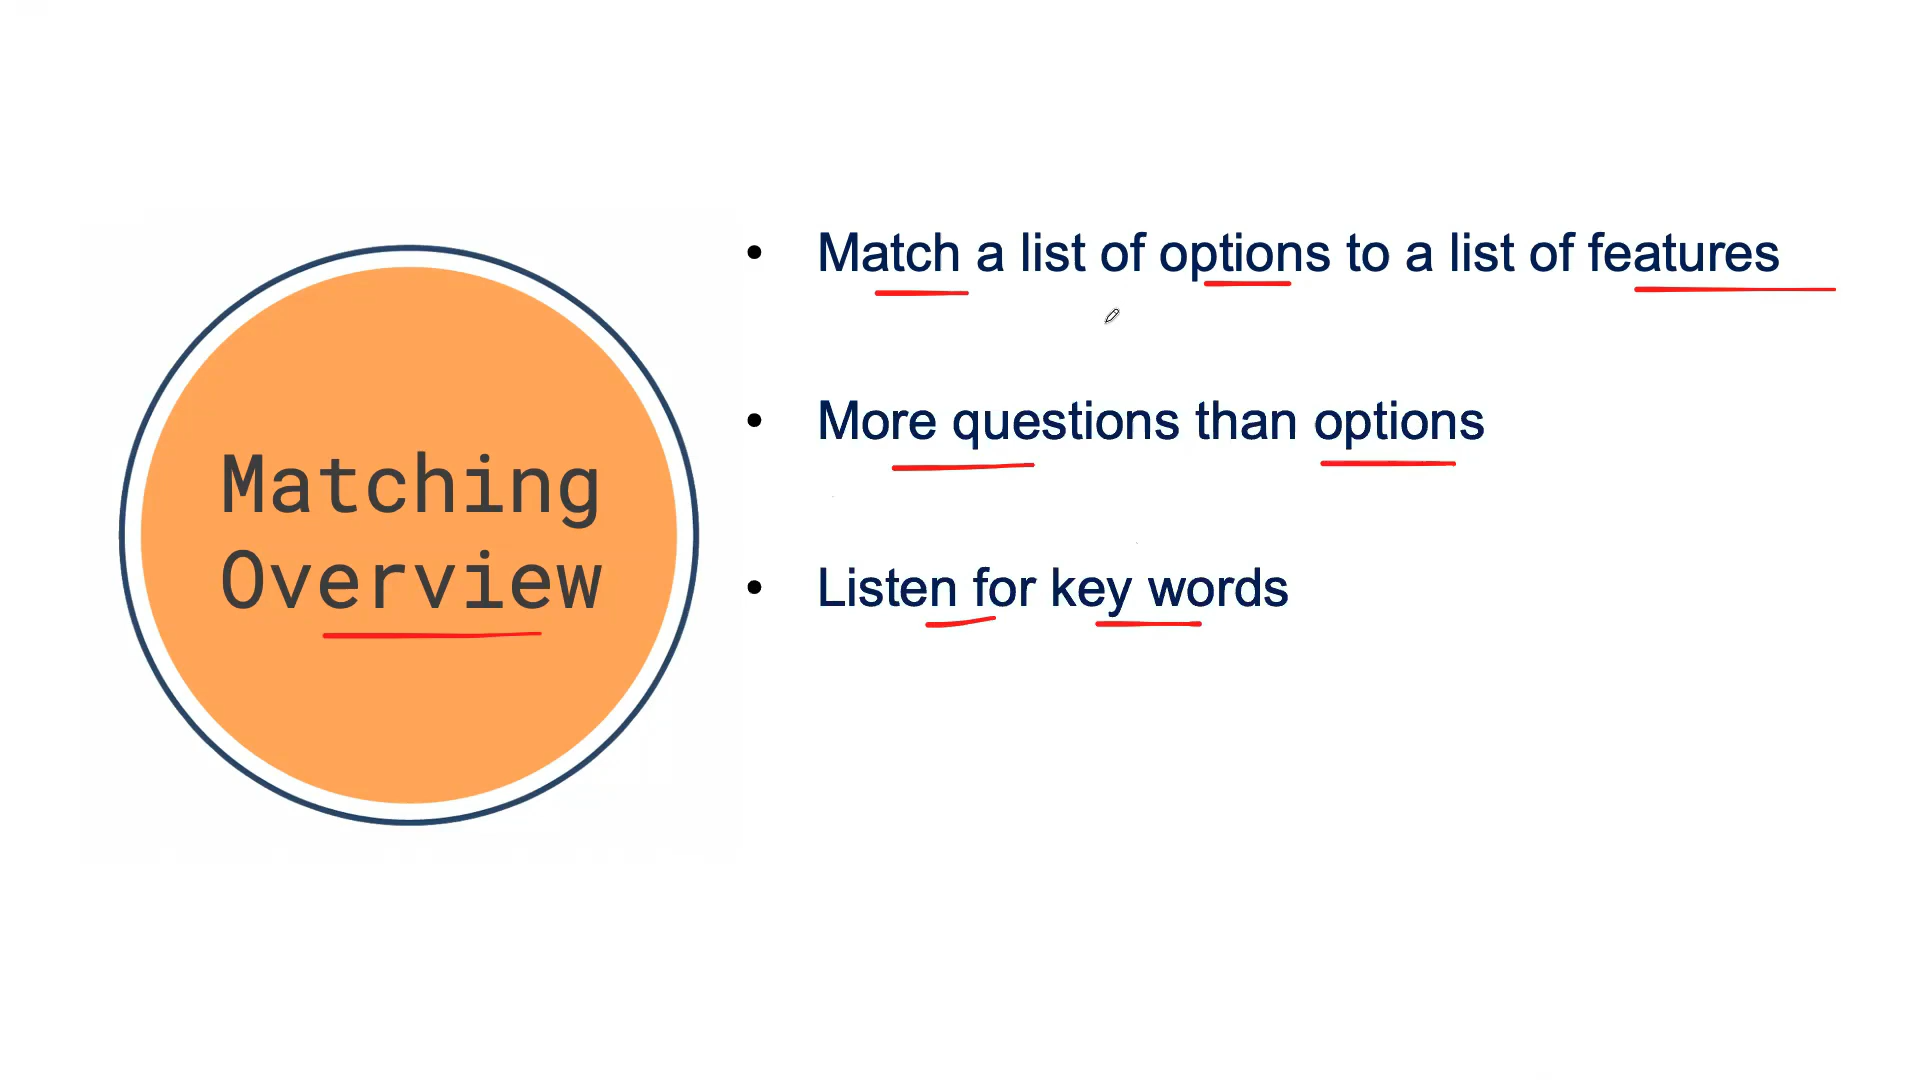 Matching
Overview
• Match a list of options to a list of features
• More questions than options
• Listen for key words